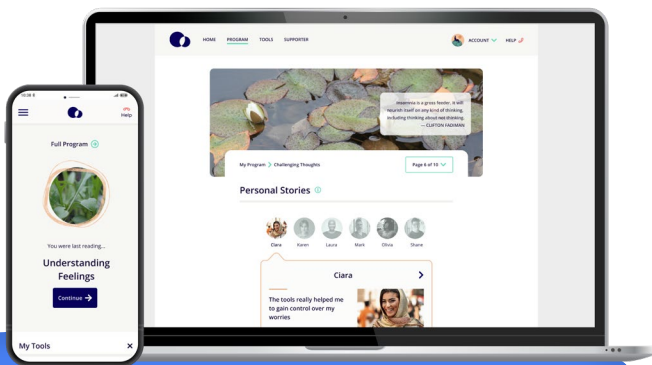 10:38
Help
Full Program
You were last reading...
Understanding
Feelings
Continue →
My Tools
×
HOME
PROGRAM
TOOLS
SUPPORTER
ACCOUNT
HELP
is a gross feeder, it will
nourish itself on any kind of thinking,
including thinking about not thinking.
— CLIFTON FADIMAN
My Program > Challenging Thoughts
Page 6 of 15
Personal Stories
Ciara
Karen
Laura
Mark
Olivia
Shane
Ciara
The tools really helped me
to gain control over my
worries